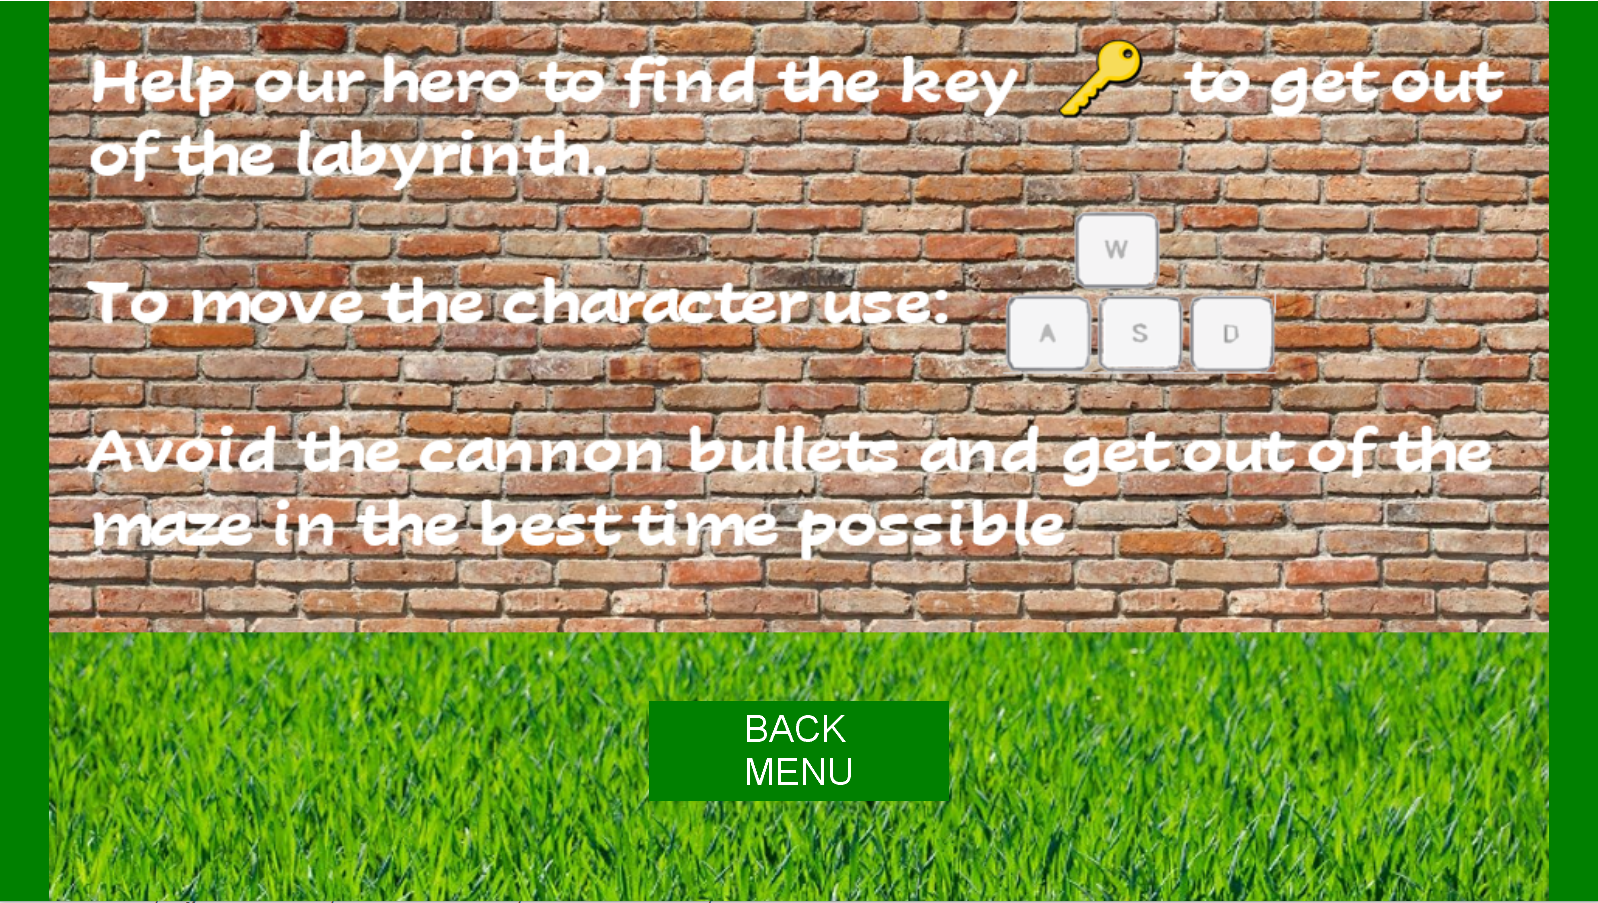 Help our hero to find the key to get out
of the labyrinth.
W
To move the character use:
A S D
Avoid the cannon bullets and get out of the
maze in the best time possible
BACK
MENU